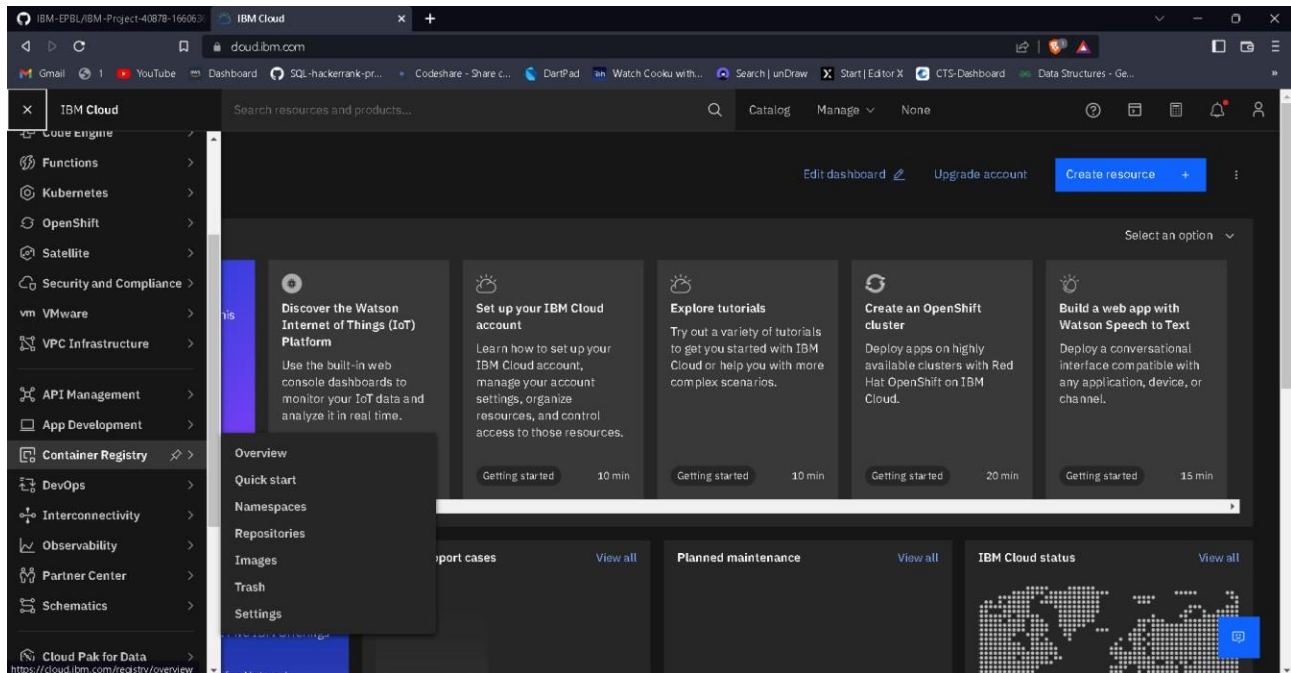 IBM-EPBL/IBM-Project-40878-166063
IBM Cloud
cloud.ibm.com
Gmail
1
YouTube
Dashboard
SQL-hackerrank-pr...
Codeshare - Share c...
DartPad
Watch Cooku with...
Search | unDraw
Start | Editor X
CTS-Dashboard
Data Structures - Ge...
IBM Cloud
Search resources and products...
Catalog
Manage
None
Code Engine
Functions
Kubernetes
OpenShift
Satellite
Security and Compliance
vm VMware
VPC Infrastructure
API Management
App Development
Container Registry
DevOps
Interconnectivity
Observability
Partner Center
Schematics
Cloud Pak for Data
https://cloud.ibm.com/registry/overview
Overview
Quick start
Namespaces
Repositories
Images
Trash
Settings
Edit dashboard
Upgrade account
Create resource +
Select an option
his
Discover the Watson
Internet of Things (IoT)
Platform
Use the built-in web
console dashboards to
monitor your IoT data and
analyze it in real time.
Set up your IBM Cloud
account
Learn how to set up your
IBM Cloud account,
manage your account
settings, organize
resources, and control
access to those resources.
Getting started 10 min
Explore tutorials
Try out a variety of tutorials
to get you started with IBM
Cloud or help you with more
complex scenarios.
Getting started 10 min
Create an OpenShift
cluster
Deploy apps on highly
available clusters with Red
Hat OpenShift on IBM
Cloud.
Getting started 20 min
Build a web app with
Watson Speech to Text
Deploy a conversational
interface compatible with
any application, device, or
channel.
Getting started 15 min
pport cases
View all
Planned maintenance
View all
IBM Cloud status
View all